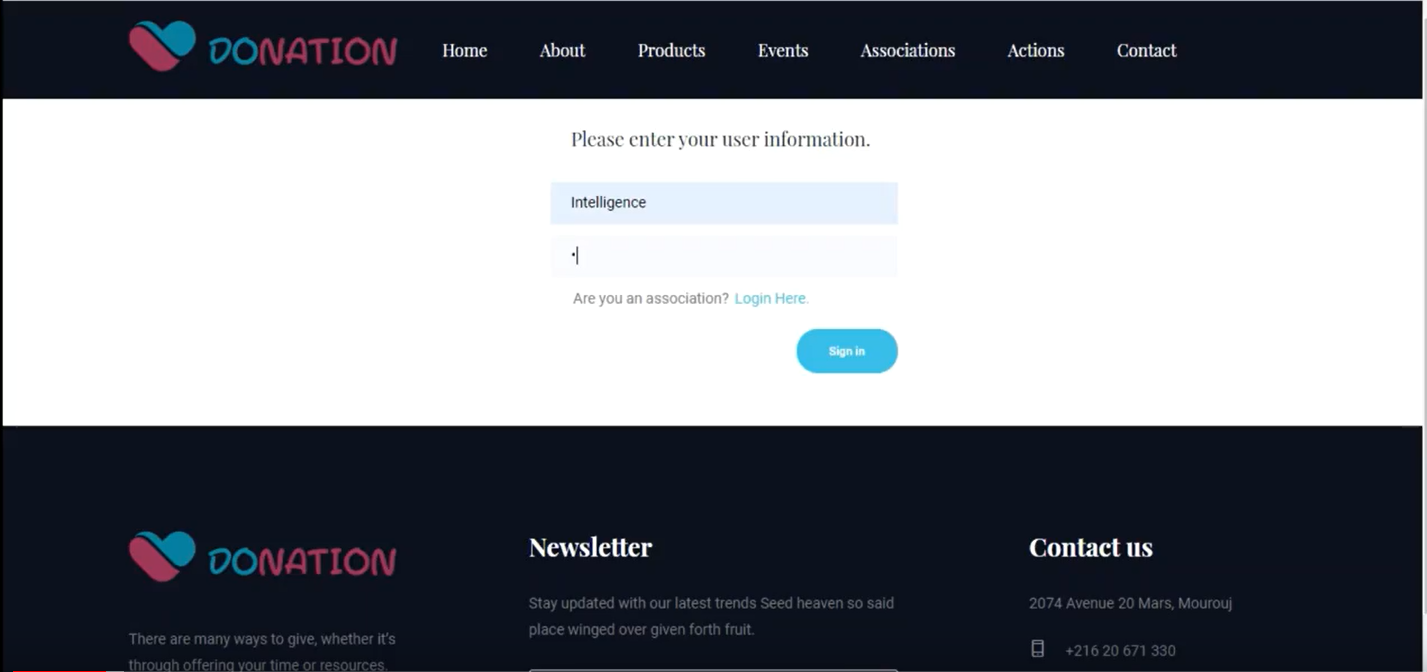 DONATION
Home About Products Events Associations Actions Contact
Please enter your user information.
Intelligence
Are you an association? Login Here.
Sign in
DONATION
There are many ways to give, whether it's
through offering your time or resources.
Newsletter
Stay updated with our latest trends Seed heaven so said
place winged over given forth fruit.
Contact us
2074 Avenue 20 Mars, Mourouj
+216 20 671 330